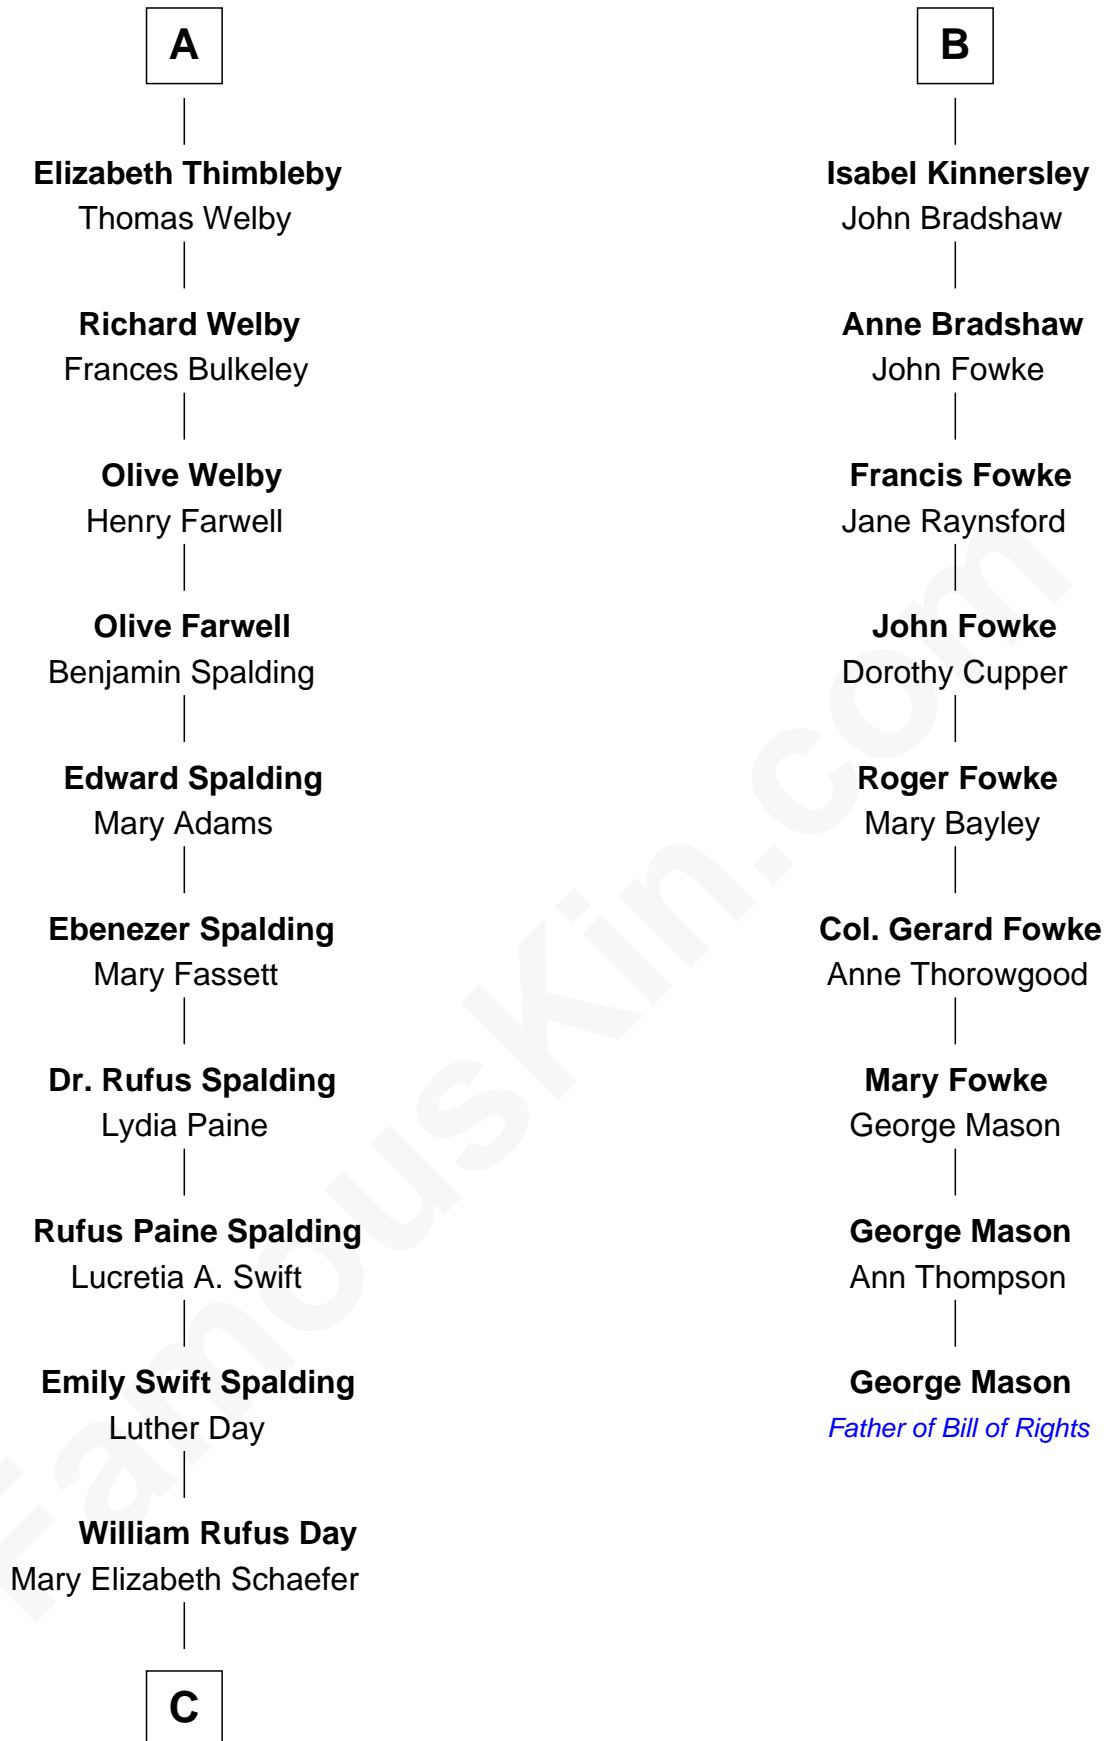 A
Elizabeth Thimbleby
Thomas Welby
Richard Welby
Frances Bulkeley
Olive Welby
Henry Farwell
Olive Farwell
Benjamin Spalding
Edward Spalding
Mary Adams
Ebenezer Spalding
Mary Fassett
Dr. Rufus Spalding
Lydia Paine
Rufus Paine Spalding
Lucretia A. Swift
Emily Swift Spalding
Luther Day
William Rufus Day
Mary Elizabeth Schaefer
C
B
Isabel Kinnersley
John Bradshaw
Anne Bradshaw
John Fowke
Francis Fowke
Jane Raynsford
John Fowke
Dorothy Cupper
Roger Fowke
Mary Bayley
Col. Gerard Fowke
Anne Thorowgood
Mary Fowke
George Mason
George Mason
Ann Thompson
George Mason
Father of Bill of Rights
FamousKin.com